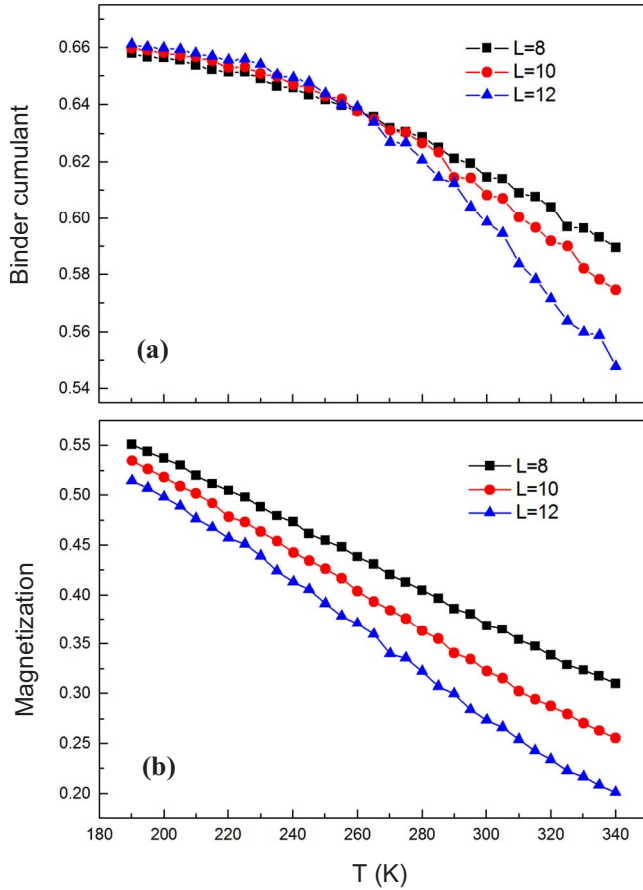 0.66
0.64
0.62
0.60
0.58
0.56
0.54
Binder cumulant
L=8
L=10
L=12
(a)
0.55
0.50
0.45
0.40
0.35
0.30
0.25
0.20
Magnetization
L=8
L=10
L=12
(b)
180 200 220 240 260 280 300 320 340
T (K)